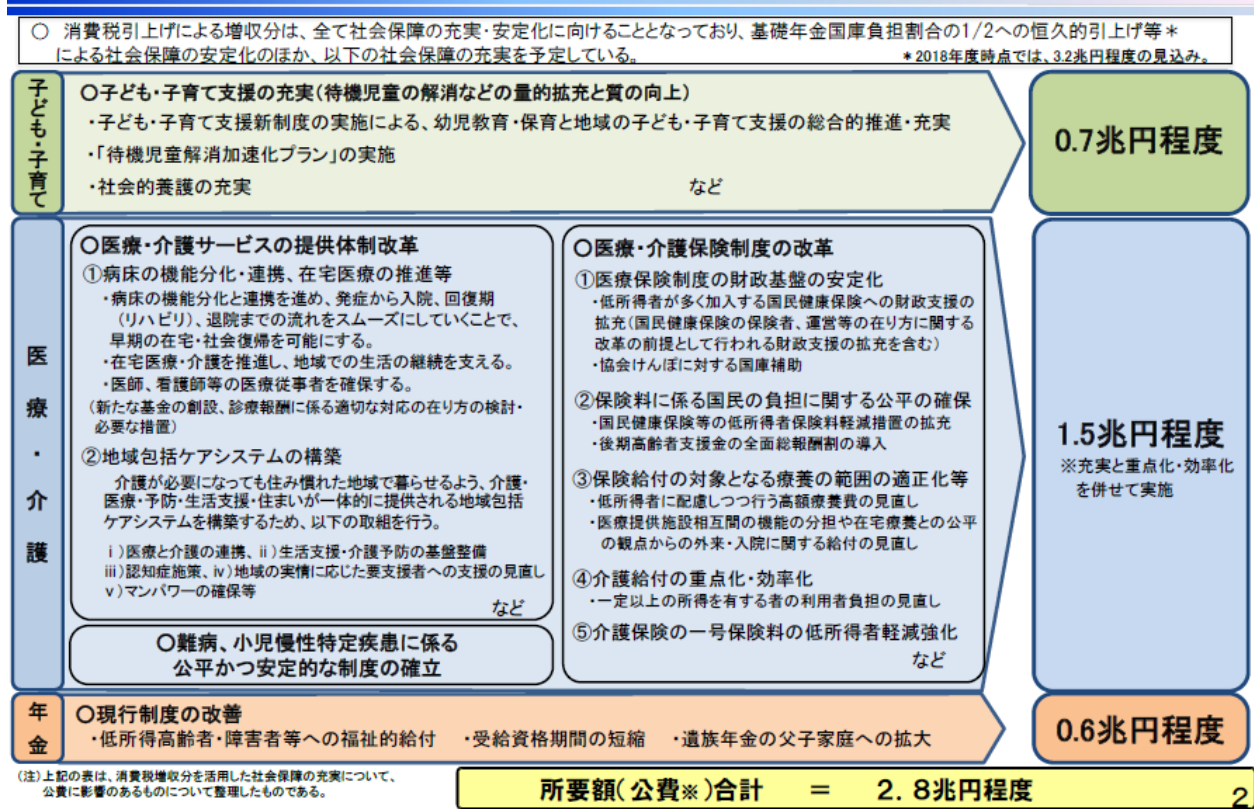 ○ 消費税引上げによる増収分は、全て社会保障の充実・安定化に向けることとなっており、基礎年金国庫負担割合の1/2への恒久的引上げ等＊
による社会保障の安定化のほか、以下の社会保障の充実を予定している。
＊2018年度時点では、3.2兆円程度の見込み。
子ども・子育て
○子ども・子育て支援の充実(待機児童の解消などの量的拡充と質の向上)
・子ども・子育て支援新制度の実施による、幼児教育・保育と地域の子ども・子育て支援の総合的推進・充実
・「待機児童解消加速化プラン」の実施
・社会的養護の充実 など
0.7兆円程度
医療・介護
○医療・介護サービスの提供体制改革
①病床の機能分化・連携、在宅医療の推進等
・病床の機能分化と連携を進め、発症から入院、回復期
(リハビリ)、退院までの流れをスムーズにしていくことで、
早期の在宅・社会復帰を可能にする。
・在宅医療・介護を推進し、地域での生活の継続を支える。
・医師、看護師等の医療従事者を確保する。
(新たな基金の創設、診療報酬に係る適切な対応の在り方の検討・
必要な措置)
②地域包括ケアシステムの構築
介護が必要になっても住み慣れた地域で暮らせるよう、介護・
医療・予防・生活支援・住まいが一体的に提供される地域包括
ケアシステムを構築するため、以下の取組を行う。
ⅰ)医療と介護の連携、ⅱ)生活支援・介護予防の基盤整備
ⅲ)認知症施策、ⅳ)地域の実情に応じた要支援者への支援の見直し
ⅴ)マンパワーの確保等
など
○難病、小児慢性特定疾患に係る
公平かつ安定的な制度の確立
○医療・介護保険制度の改革
①医療保険制度の財政基盤の安定化
・低所得者が多く加入する国民健康保険への財政支援の
拡充(国民健康保険の保険者、運営等の在り方に関する
改革の前提として行われる財政支援の拡充を含む)
・協会けんぽに対する国庫補助
②保険料に係る国民の負担に関する公平の確保
・国民健康保険等の低所得者保険料軽減措置の拡充
・後期高齢者支援金の全面総報酬割の導入
③保険給付の対象となる療養の範囲の適正化等
・低所得者に配慮しつつ行う高額療養費の見直し
・医療提供施設相互間の機能の分担や在宅療養との公平
の観点からの外来・入院に関する給付の見直し
④介護給付の重点化・効率化
・一定以上の所得を有する者の利用者負担の見直し
⑤介護保険の一号保険料の低所得者軽減強化
など
1.5兆円程度
※充実と重点化・効率化
を併せて実施
年金
○現行制度の改善
・低所得高齢者・障害者等への福祉的給付 ・受給資格期間の短縮 ・遺族年金の父子家庭への拡大
0.6兆円程度
(注)上記の表は、消費税増収分を活用した社会保障の充実について、
公費に影響のあるものについて整理したものである。
所要額(公費※)合計 ＝ 2.8兆円程度
2